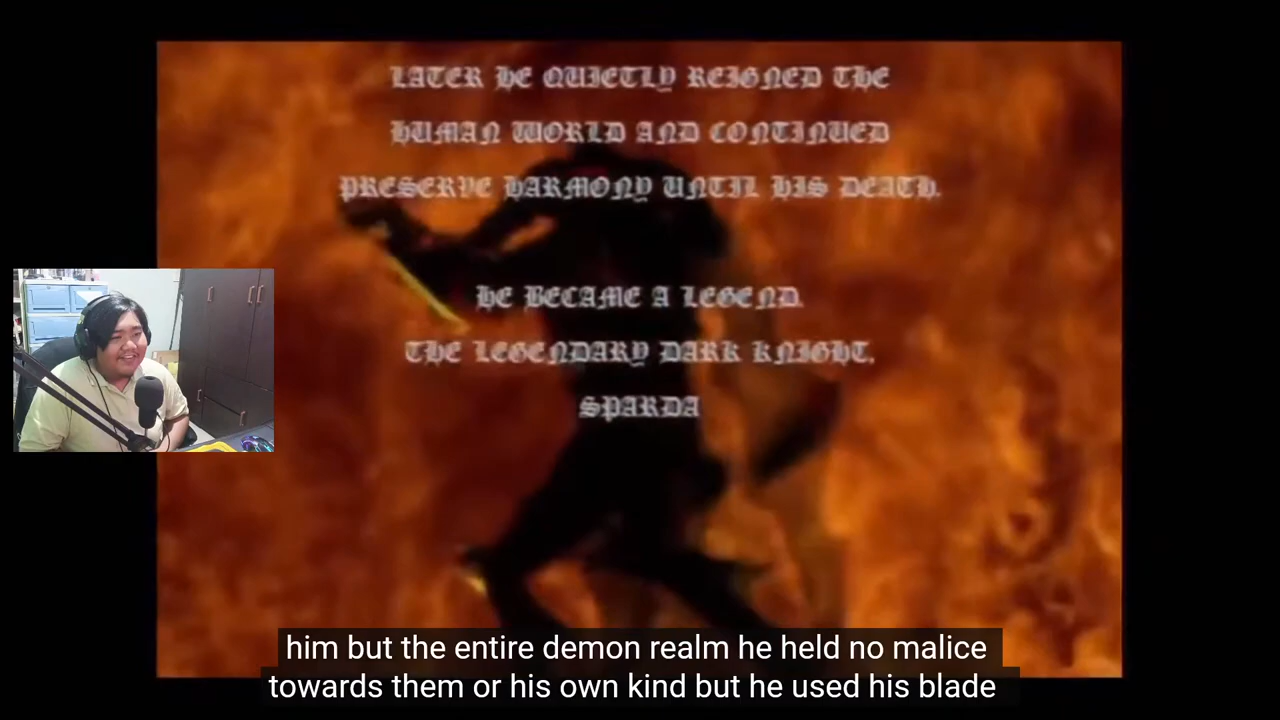 LATER HE QUIETLY REIGNED THE
HUMAN WORLD AND CONTINUED
PRESERVE HARMONY UNTIL HIS DEATH.
HE BECAME A LEGEND.
THE LEGENDARY DARK KNIGHT,
SPARDA
him but the entire demon realm he held no malice
towards them or his own kind but he used his blade